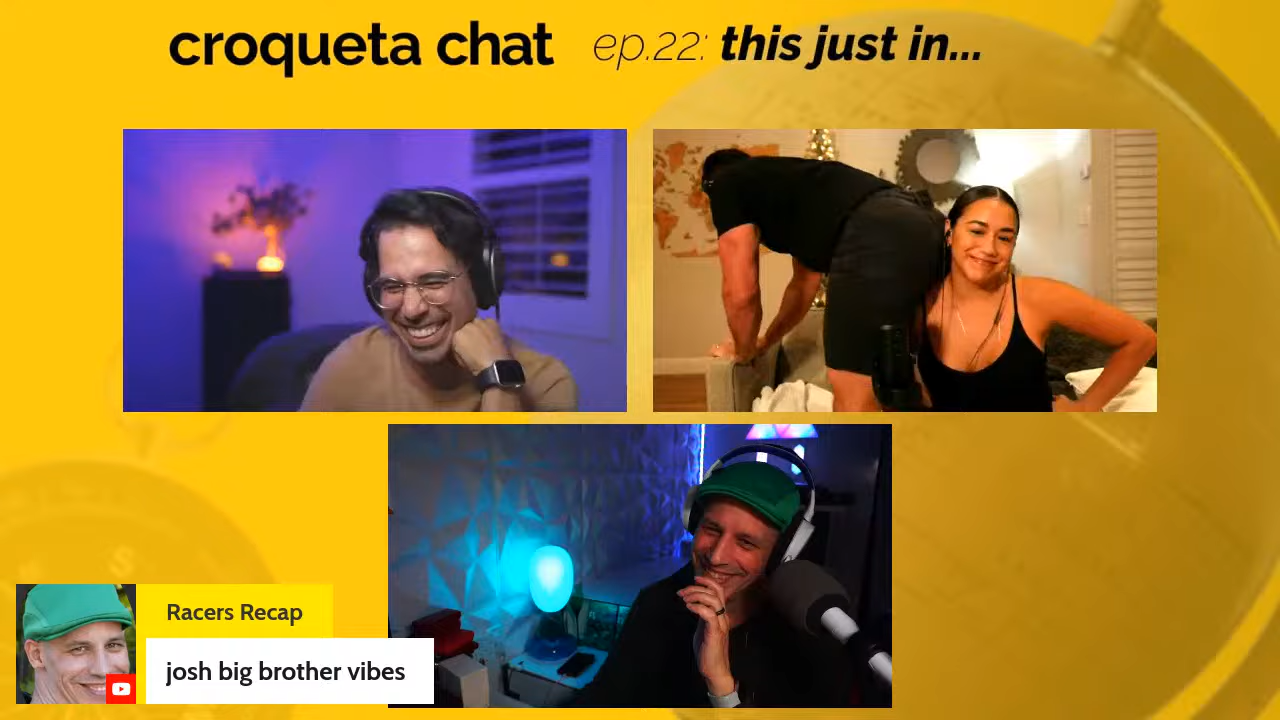 croqueta chat ep.22: this just in...
Racers Recap
josh big brother vibes